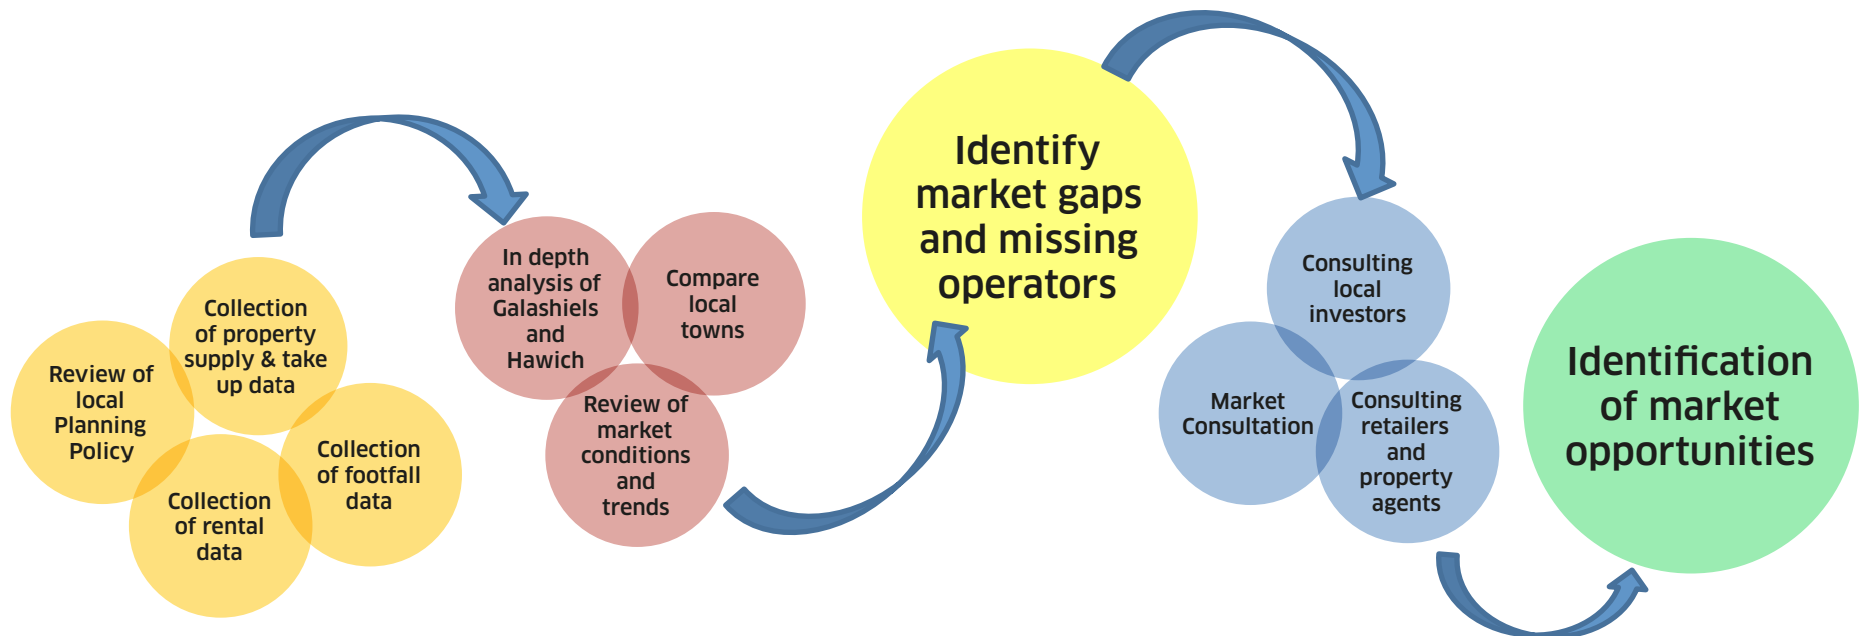 Review of
local
Planning
Policy
Collection
of property
supply & take
up data
Collection
of rental
data
Collection
of footfall
data
In depth
analysis of
Galashiels
and
Hawich
Compare
local
towns
Review of
market
conditions
and
trends
Identify
market gaps
and missing
operators
Consulting
local
investors
Market
Consultation
Consulting
retailers
and
property
agents
Identification
of market
opportunities